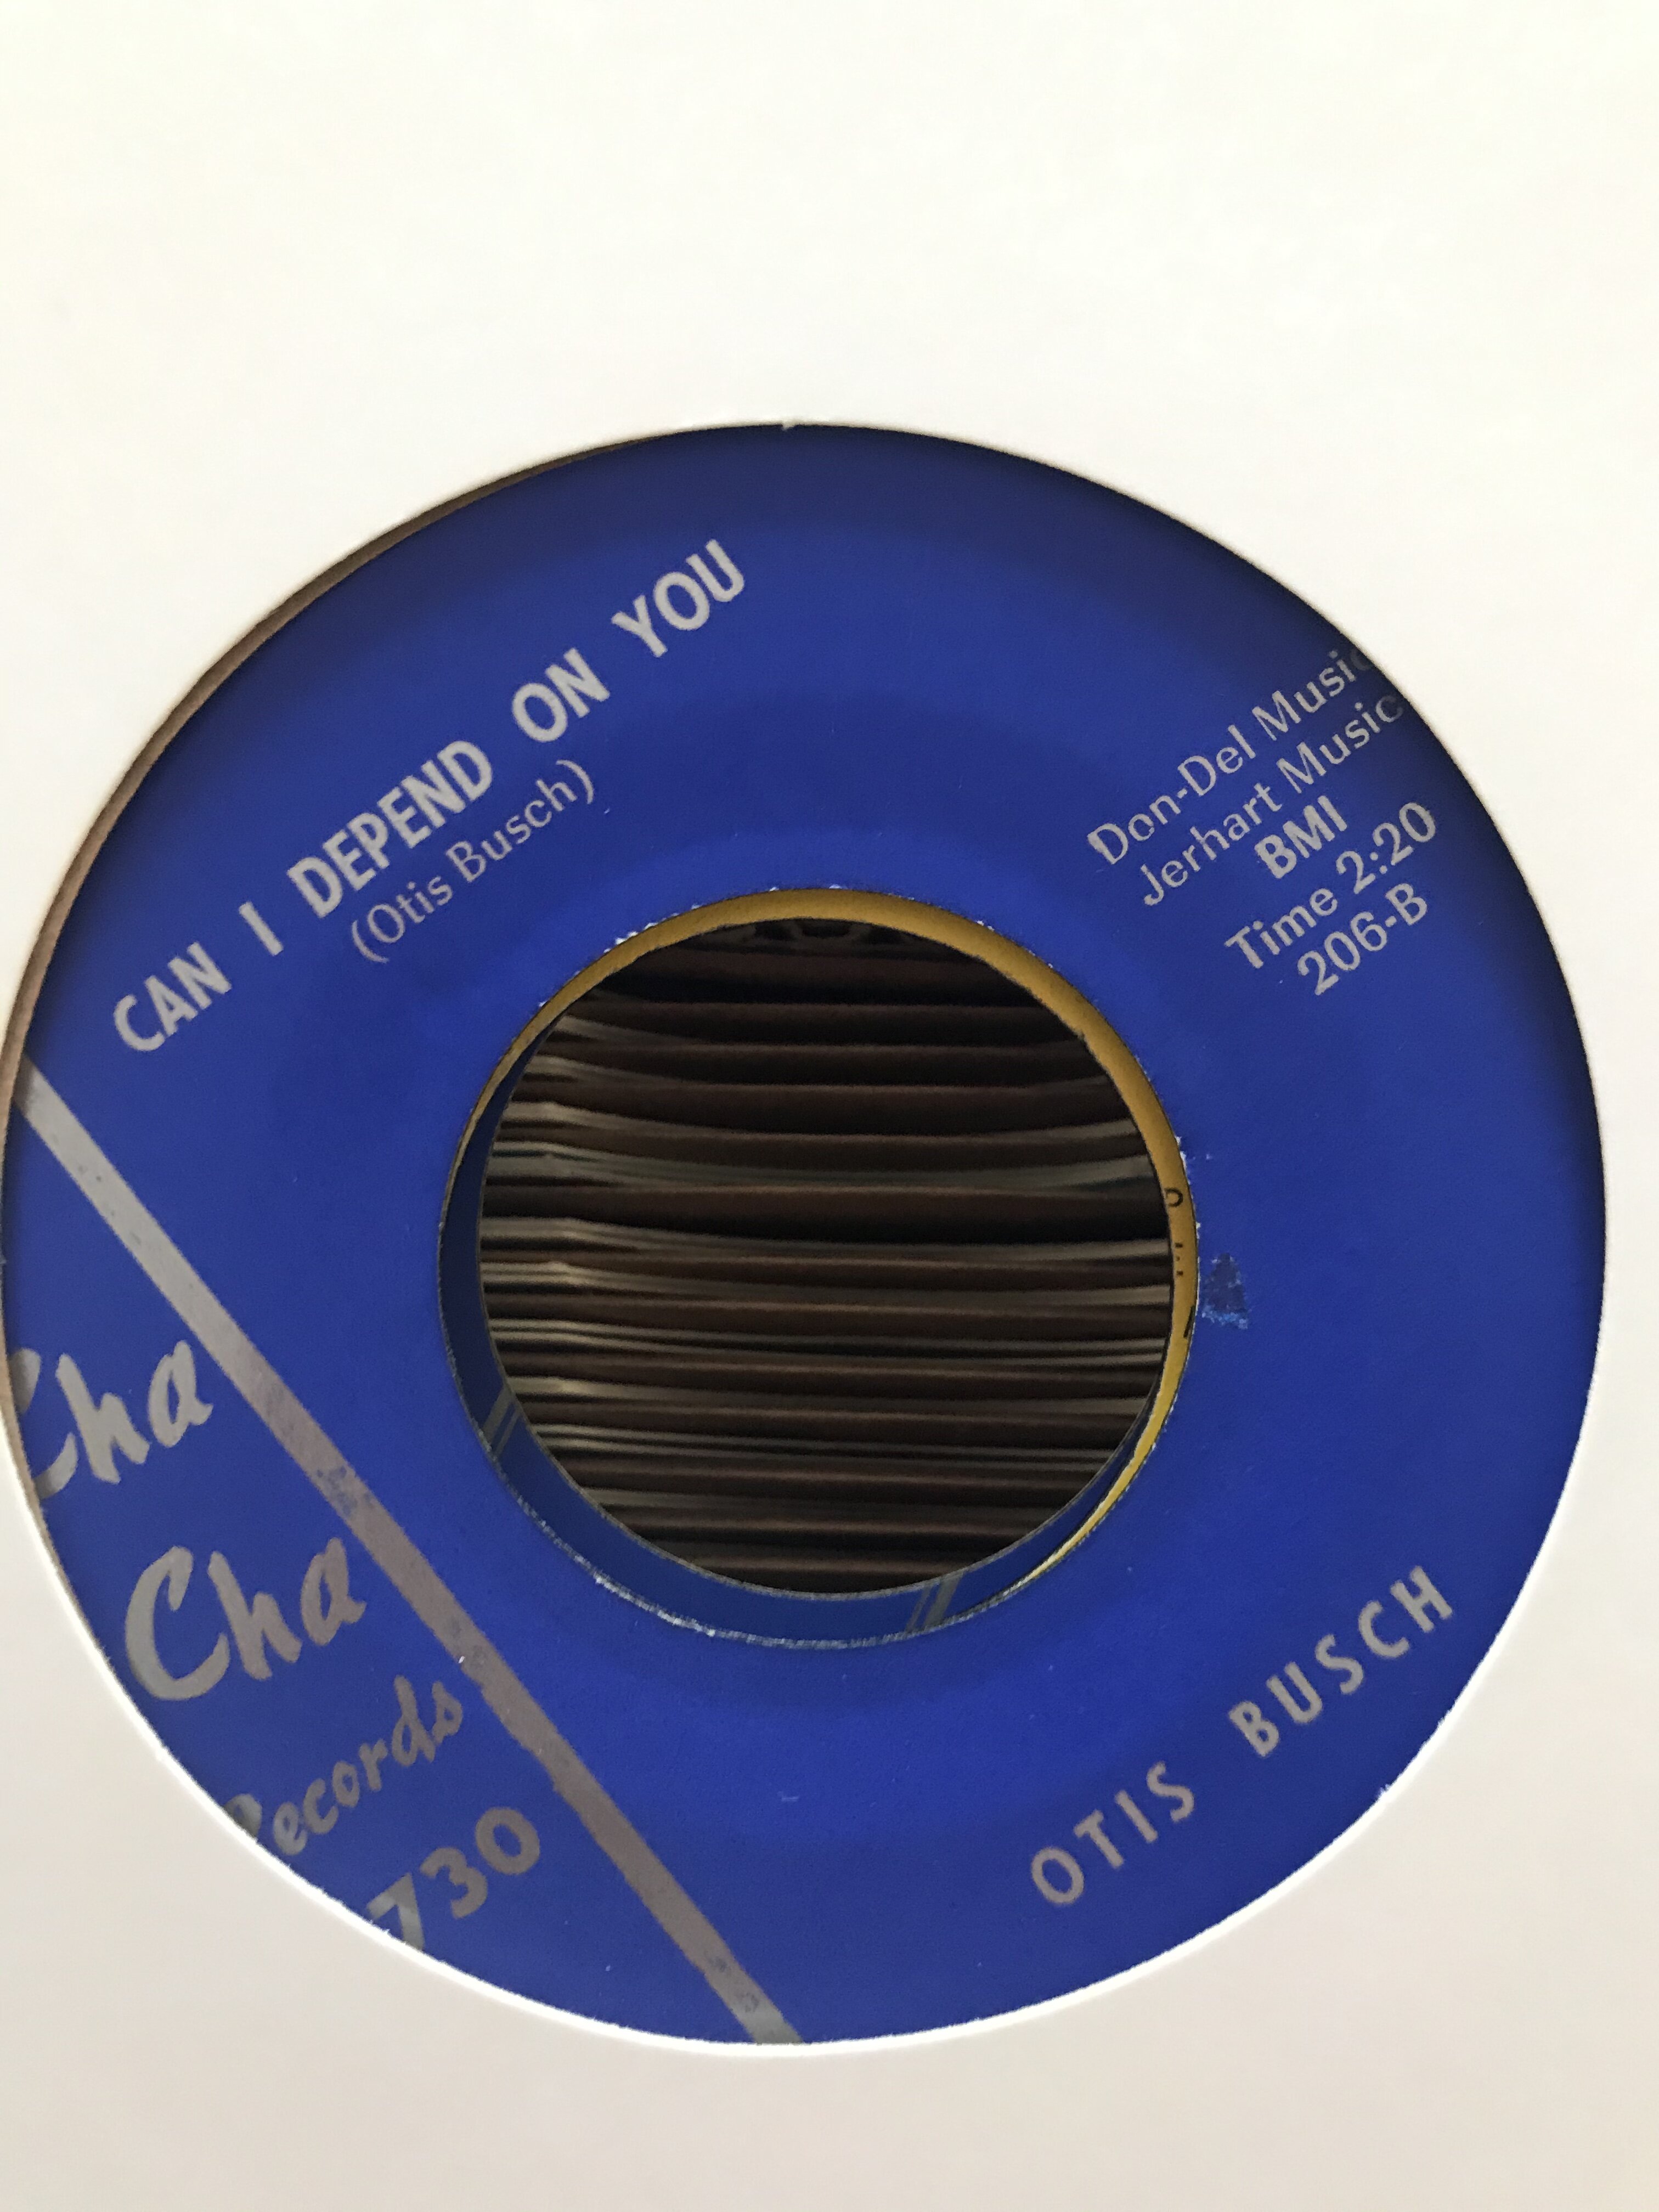 CAN I DEPEND ON YOU
(Otis Busch)
Don-Del Music
Jerhart Music
BMI
Time 2:20
206-B
Cha
Cha
Records
730
OTIS BUSCH